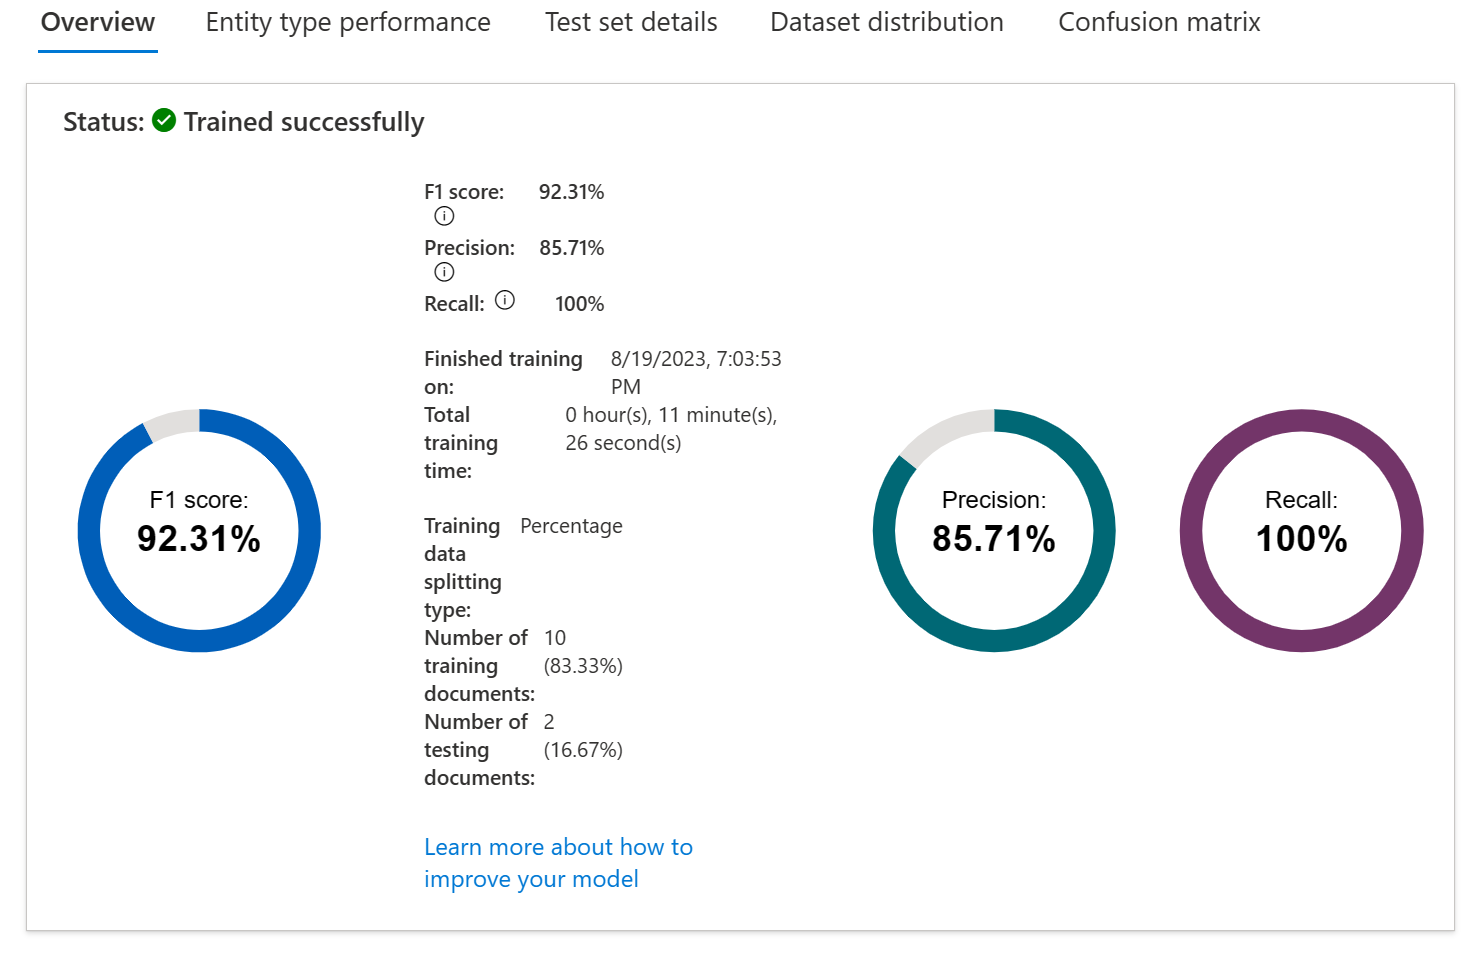 Overview Entity type performance Test set details Dataset distribution Confusion matrix
Status: Trained successfully
F1 score: 92.31%
Precision: 85.71%
Recall: 100%
Finished training on: 8/19/2023, 7:03:53 PM
Total training time: 0 hour(s), 11 minute(s), 26 second(s)
Training data splitting type: Percentage
Number of training documents: 10 (83.33%)
Number of testing documents: 2 (16.67%)
Learn more about how to
improve your model
F1 score:
92.31%
Precision:
85.71%
Recall:
100%